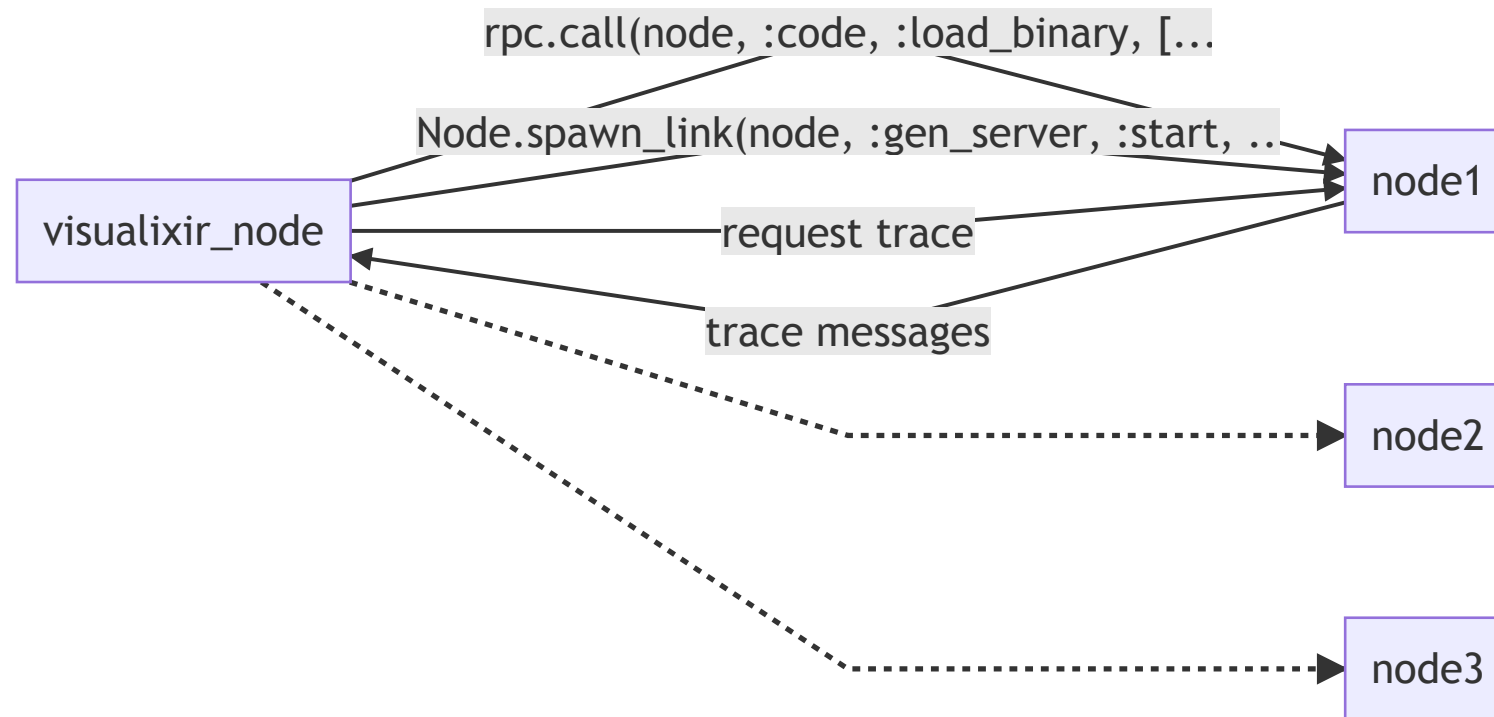 rpc.call(node, :code, :load_binary, [...
Node.spawn_link(node, :gen_server, :start, ..
visualixir_node
node1
request trace
trace messages
node2
node3